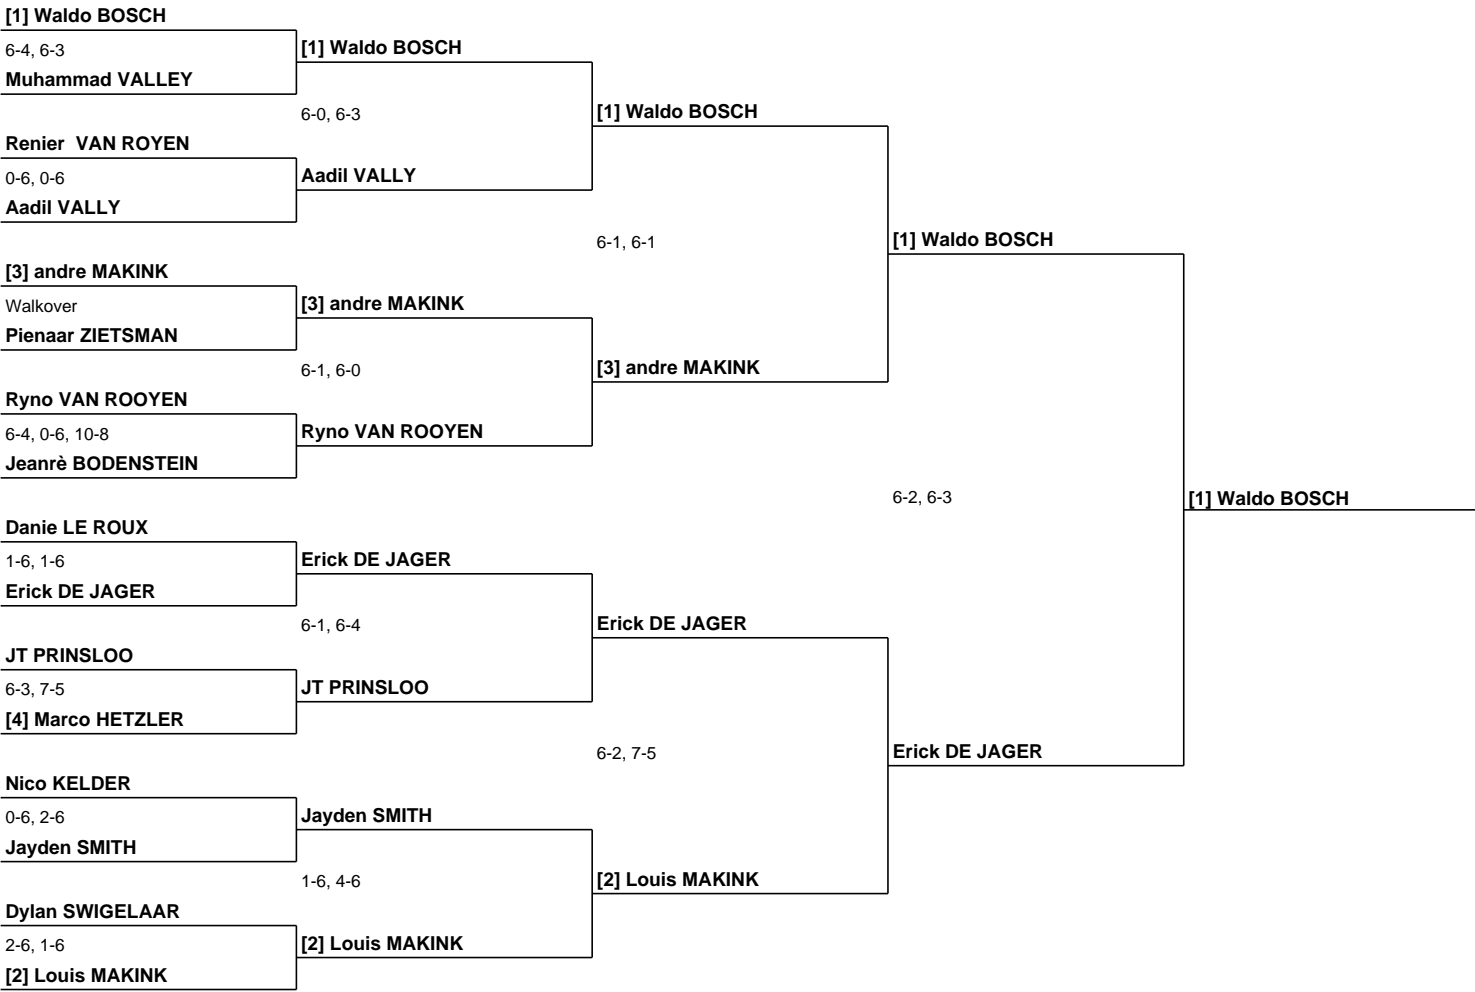 [1] Waldo BOSCH
6-4, 6-3
Muhammad VALLEY
Renier  VAN ROYEN
0-6, 0-6
Aadil VALLY
[3] andre MAKINK
Walkover
Pienaar ZIETSMAN
Ryno VAN ROOYEN
6-4, 0-6, 10-8
Jeanrè BODENSTEIN
Danie LE ROUX
1-6, 1-6
Erick DE JAGER
JT PRINSLOO
6-3, 7-5
[4] Marco HETZLER
Nico KELDER
0-6, 2-6
Jayden SMITH
Dylan SWIGELAAR
2-6, 1-6
[2] Louis MAKINK
[1] Waldo BOSCH
6-0, 6-3
Aadil VALLY
[3] andre MAKINK
6-1, 6-0
Ryno VAN ROOYEN
Erick DE JAGER
6-1, 6-4
JT PRINSLOO
Jayden SMITH
1-6, 4-6
[2] Louis MAKINK
[1] Waldo BOSCH
6-1, 6-1
[3] andre MAKINK
Erick DE JAGER
6-2, 7-5
[2] Louis MAKINK
[1] Waldo BOSCH
6-2, 6-3
Erick DE JAGER
[1] Waldo BOSCH